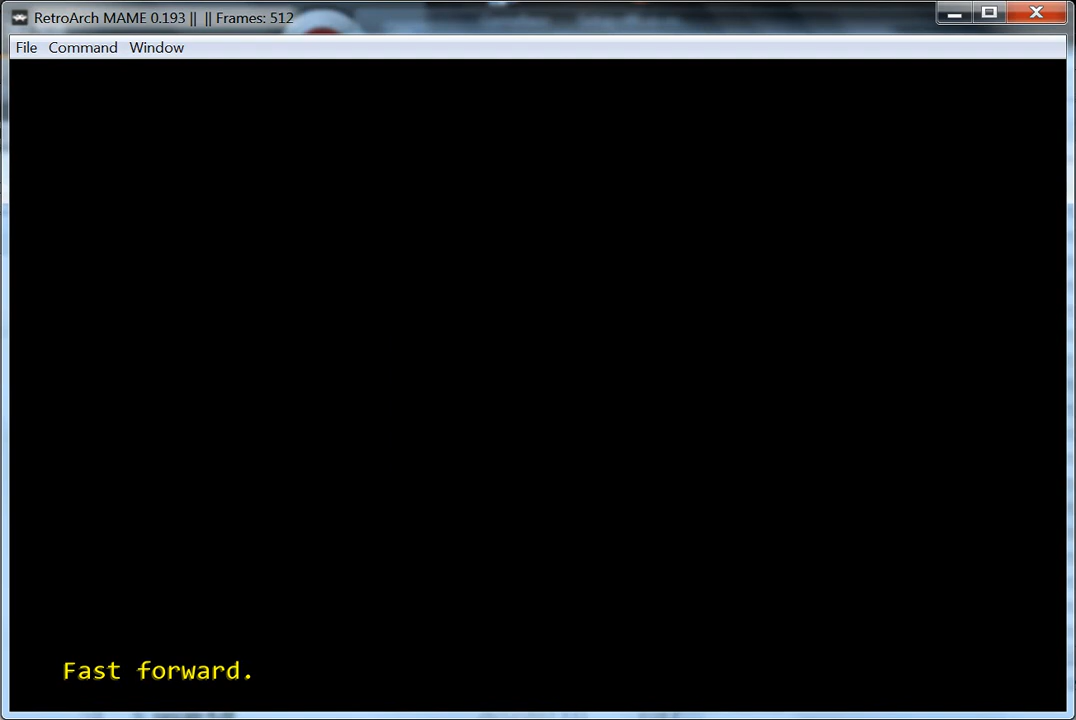 RetroArch MAME 0.193 || || Frames: 512
File Command Window
Fast forward.